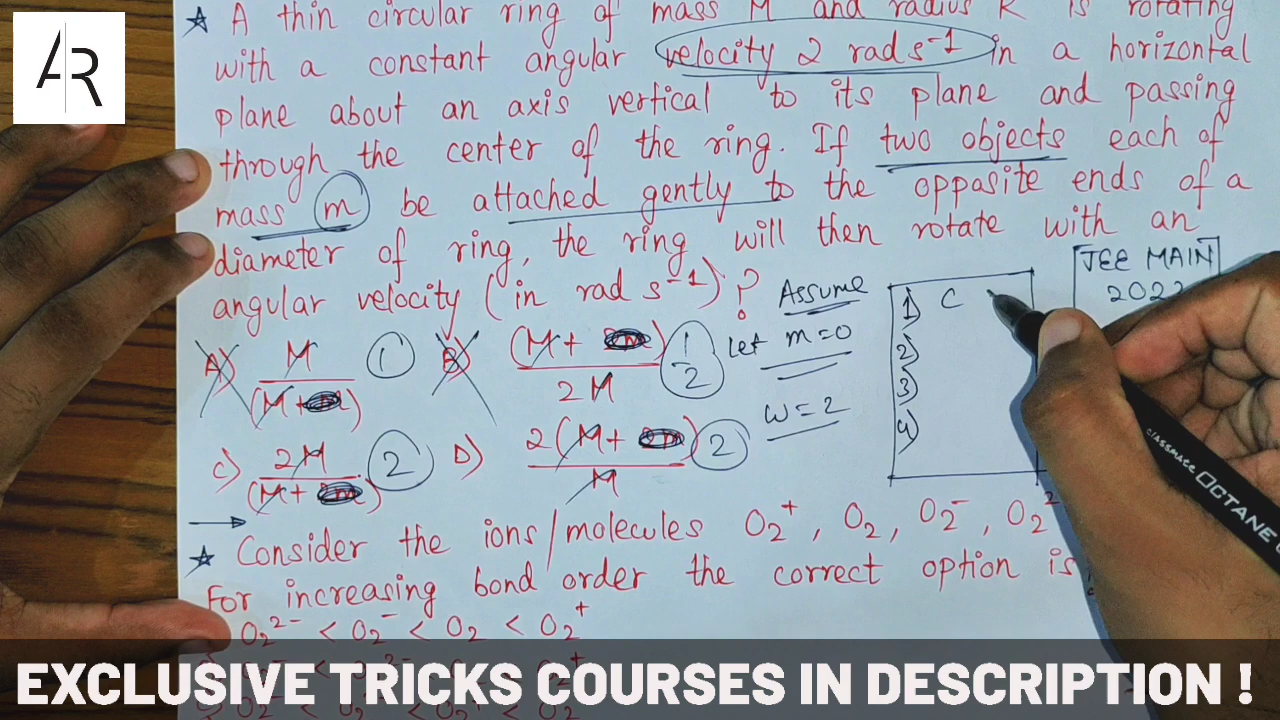 AR
★ A thin circular ring of mass M and radius R is rotating
with a constant angular velocity 2 rad s⁻¹ in a horizontal
plane about an axis vertical to its plane and passing
through the center of the ring. If two objects each of
mass m be attached gently to the opposite ends of a
diameter of ring, the ring will then rotate with an
angular velocity (in rad s⁻¹)?
Assume
let m=0
ω=2
JEE MAIN
2022
A) M / (M+ ) 1
B) (M+ ) / 2M 1/2
C) 2M / (M+ ) 2
D) 2(M+ ) / M 2
1) C
2)
3)
4)
★ Consider the ions/molecules O₂⁺, O₂, O₂⁻, O₂²
For increasing bond order the correct option is
O₂²⁻ < O₂⁻ < O₂ < O₂⁺
CLASSMATE OCTANE
EXCLUSIVE TRICKS COURSES IN DESCRIPTION !